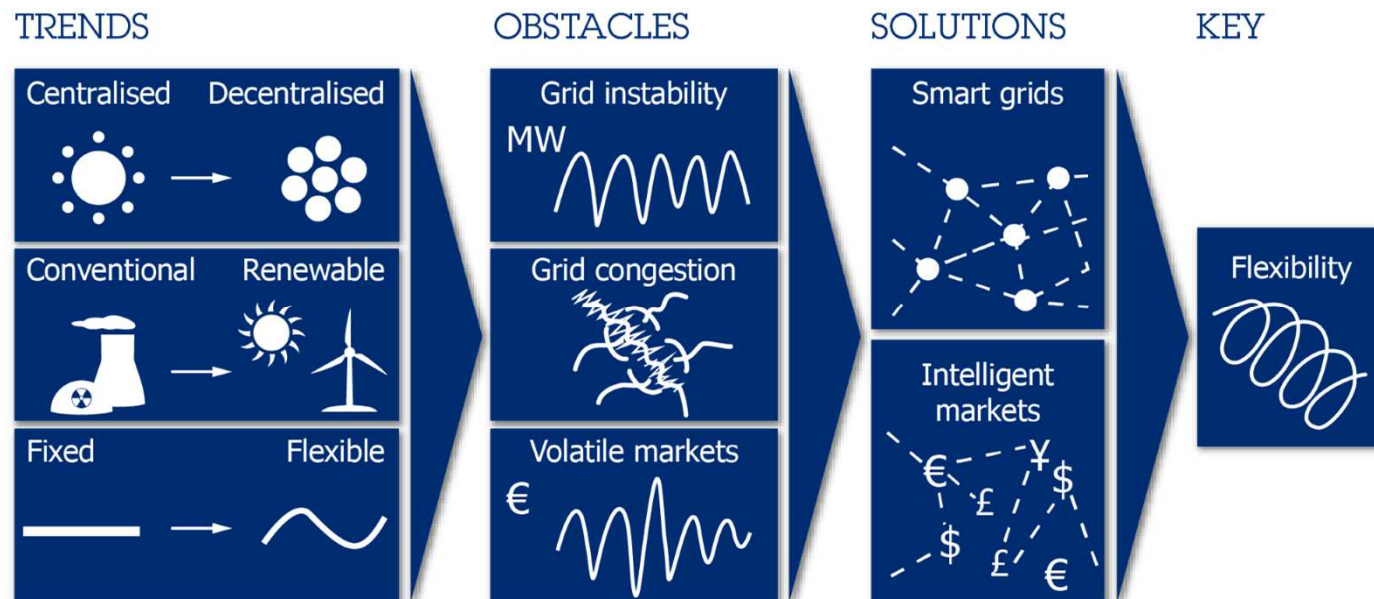 TRENDS
OBSTACLES
SOLUTIONS
KEY
Centralised
Decentralised
Conventional
Renewable
Fixed
Flexible
Grid instability
MW
Grid congestion
Volatile markets
€
Smart grids
Intelligent
markets
€
¥
$
£
$
£
€
Flexibility